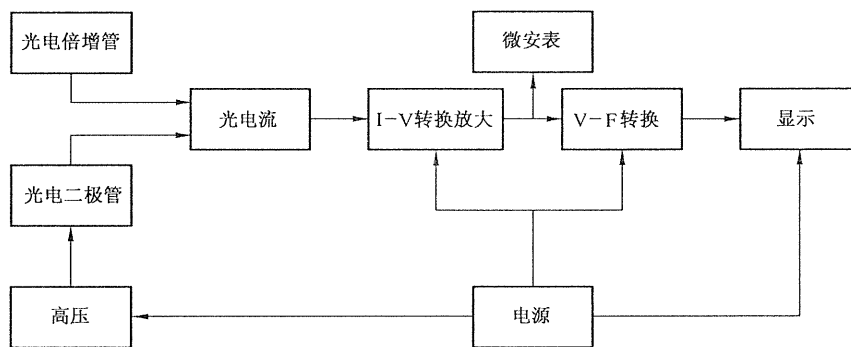 光电倍增管
微安表
光电流
I-V转换放大
V-F转换
显示
光电二极管
高压
电源